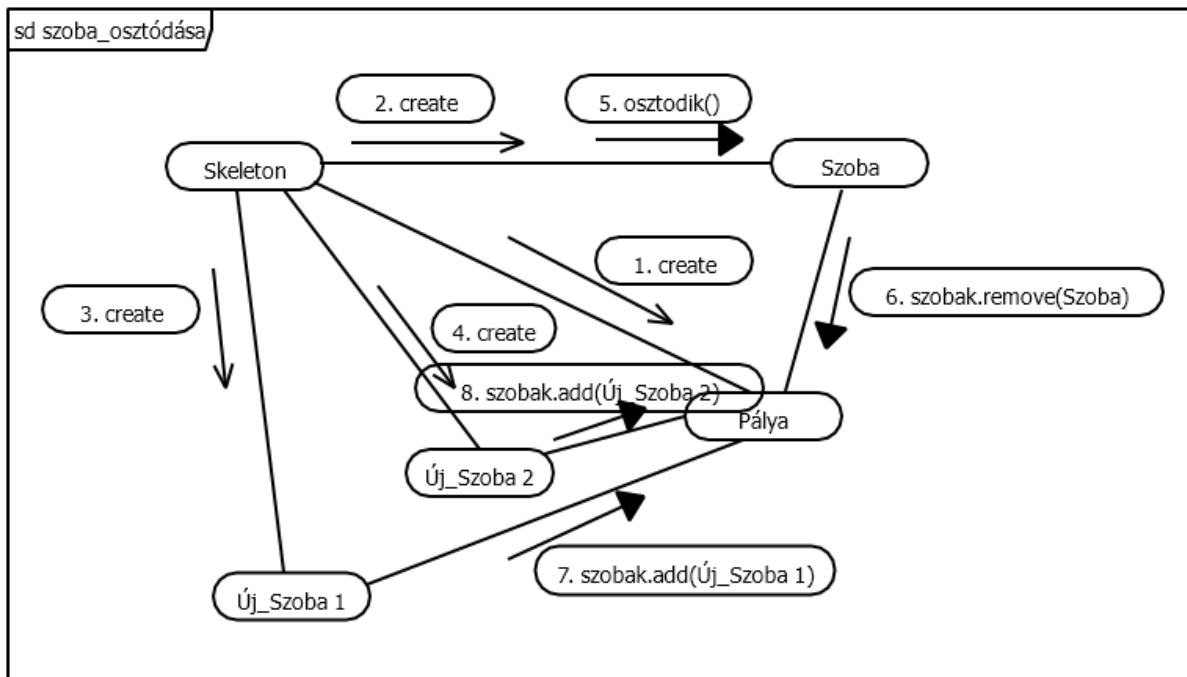 sd szoba_osztódása
2. create
5. osztodik()
Skeleton
Szoba
1. create
3. create
6. szobak.remove(Szoba)
4. create
8. szobak.add(Új_Szoba 2)
Pálya
Új_Szoba 2
7. szobak.add(Új_Szoba 1)
Új_Szoba 1